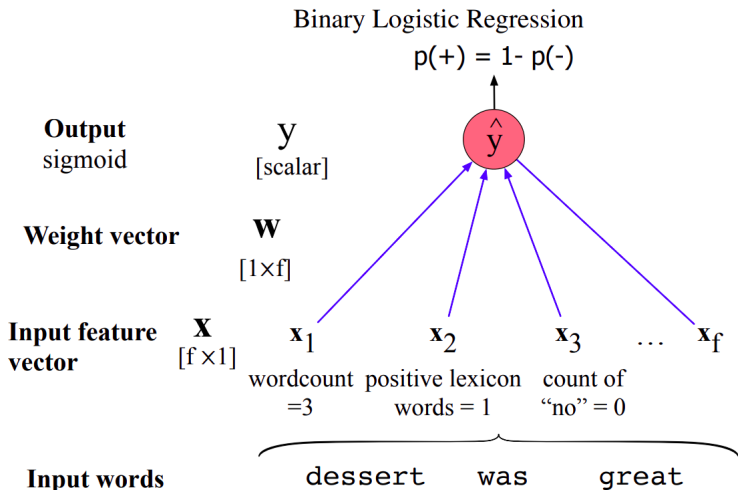 Binary Logistic Regression
p(+) = 1- p(-)
Output y ŷ
sigmoid [scalar]
Weight vector w
[1×f]
Input feature x x1 x2 x3 … xf
vector [f ×1]
wordcount positive lexicon count of
=3 words = 1 “no” = 0
Input words dessert was great